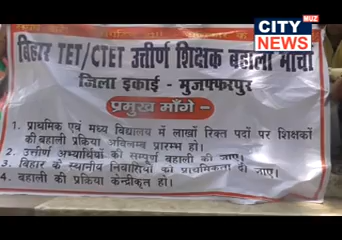 CITY MUZ
NEWS
बिहार TET/CTET उत्तीर्ण शिक्षक बहाली मोर्चा
जिला इकाई - मुजफ्फरपुर
प्रमुख माँगे -
1. प्राथमिक एवं मध्य विद्यालय में लाखों रिक्त पदों पर शिक्षकों
की बहाली प्रक्रिया अविलम्ब प्रारम्भ हो।
2. उत्तीर्ण अभ्यार्थियों की सम्पूर्ण बहाली की जाए।
3. बिहार के स्थानीय निवासियों को प्राथमिकता दी जाए।
4. बहाली की प्रक्रिया केन्द्रीकृत हो।